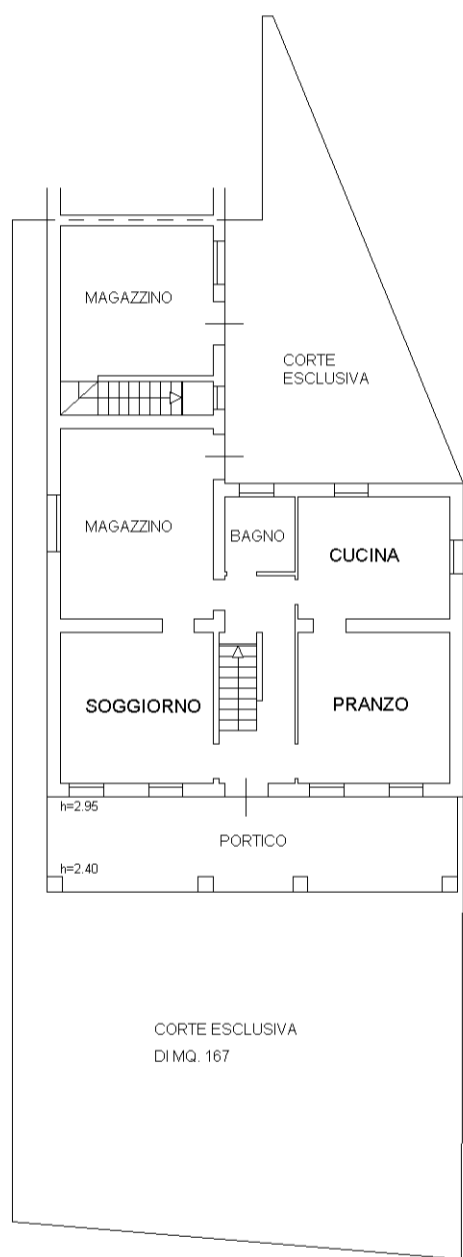 MAGAZZINO
CORTE
ESCLUSIVA
MAGAZZINO
BAGNO
CUCINA
SOGGIORNO
PRANZO
h=2.95
PORTICO
h=2.40
CORTE ESCLUSIVA
DI MQ. 167